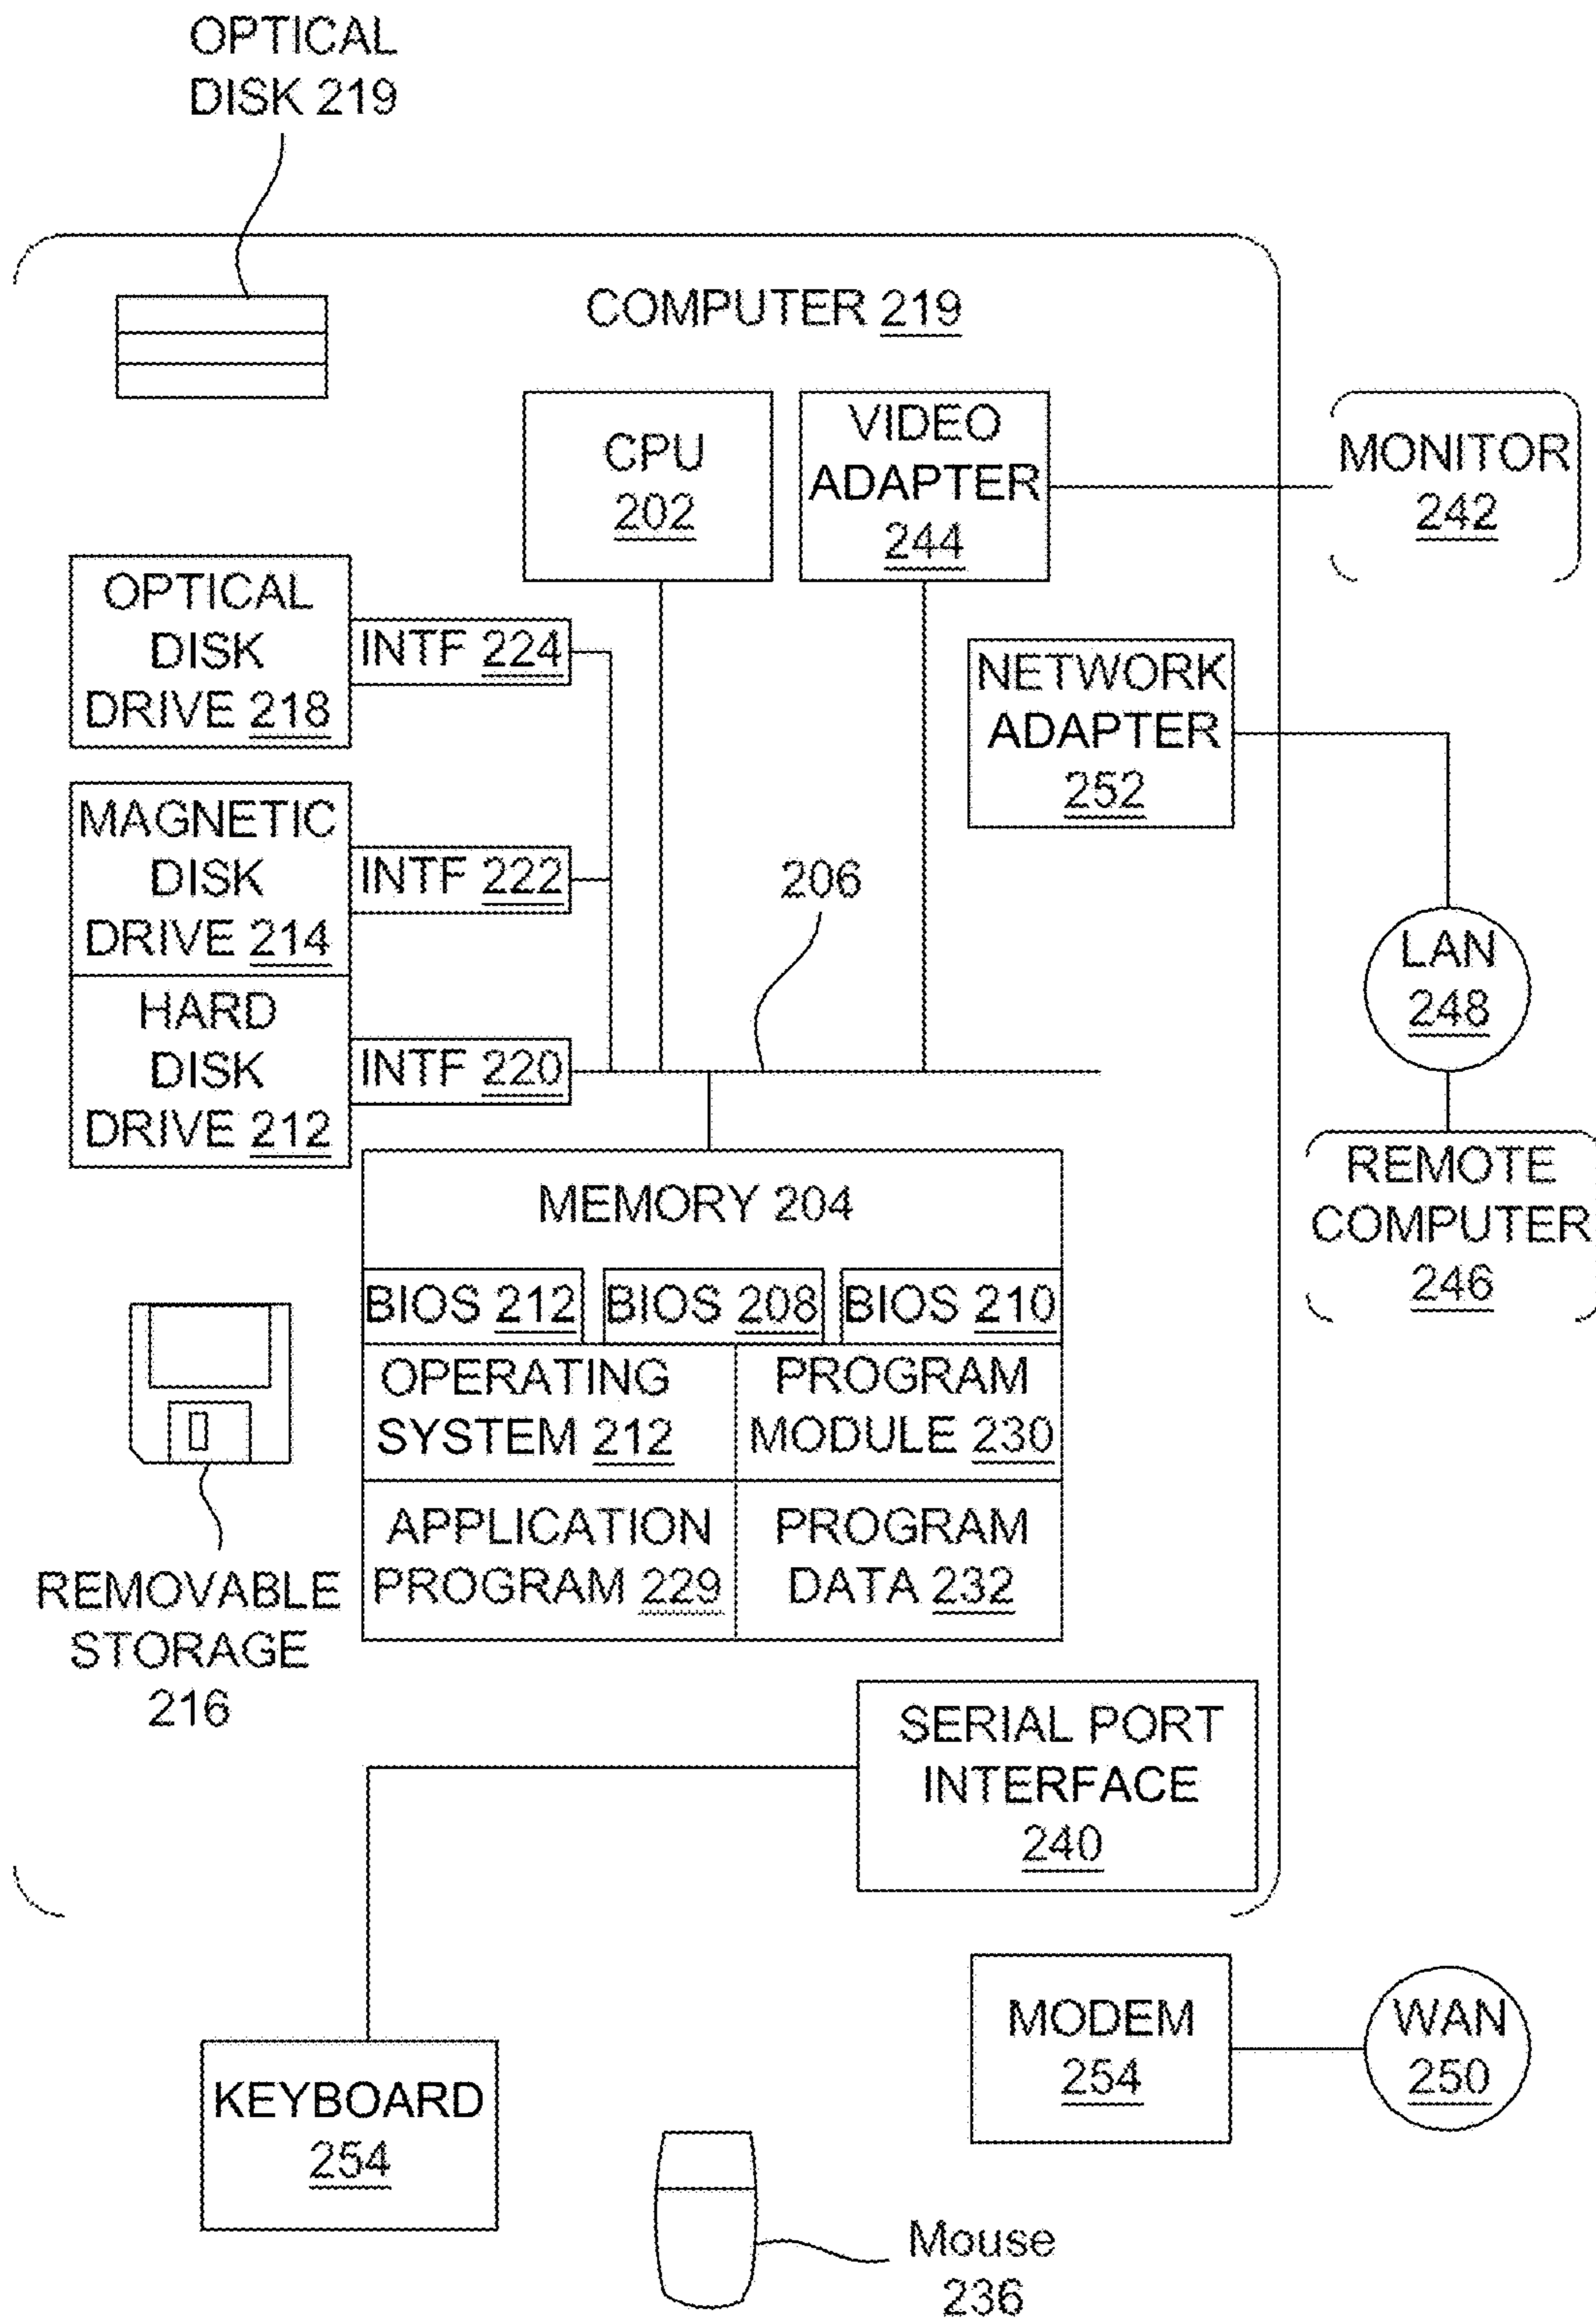 OPTICAL
DISK 219
COMPUTER 219
CPU
202
VIDEO
ADAPTER
244
MONITOR
242
OPTICAL
DISK
DRIVE 218
INTF 224
NETWORK
ADAPTER
252
MAGNETIC
DISK
DRIVE 214
INTF 222
206
LAN
248
HARD
DISK
DRIVE 212
INTF 220
REMOTE
COMPUTER
246
MEMORY 204
BIOS 212
BIOS 208
BIOS 210
OPERATING
SYSTEM 212
PROGRAM
MODULE 230
APPLICATION
PROGRAM 229
PROGRAM
DATA 232
REMOVABLE
STORAGE
216
SERIAL PORT
INTERFACE
240
MODEM
254
WAN
250
KEYBOARD
254
Mouse
236